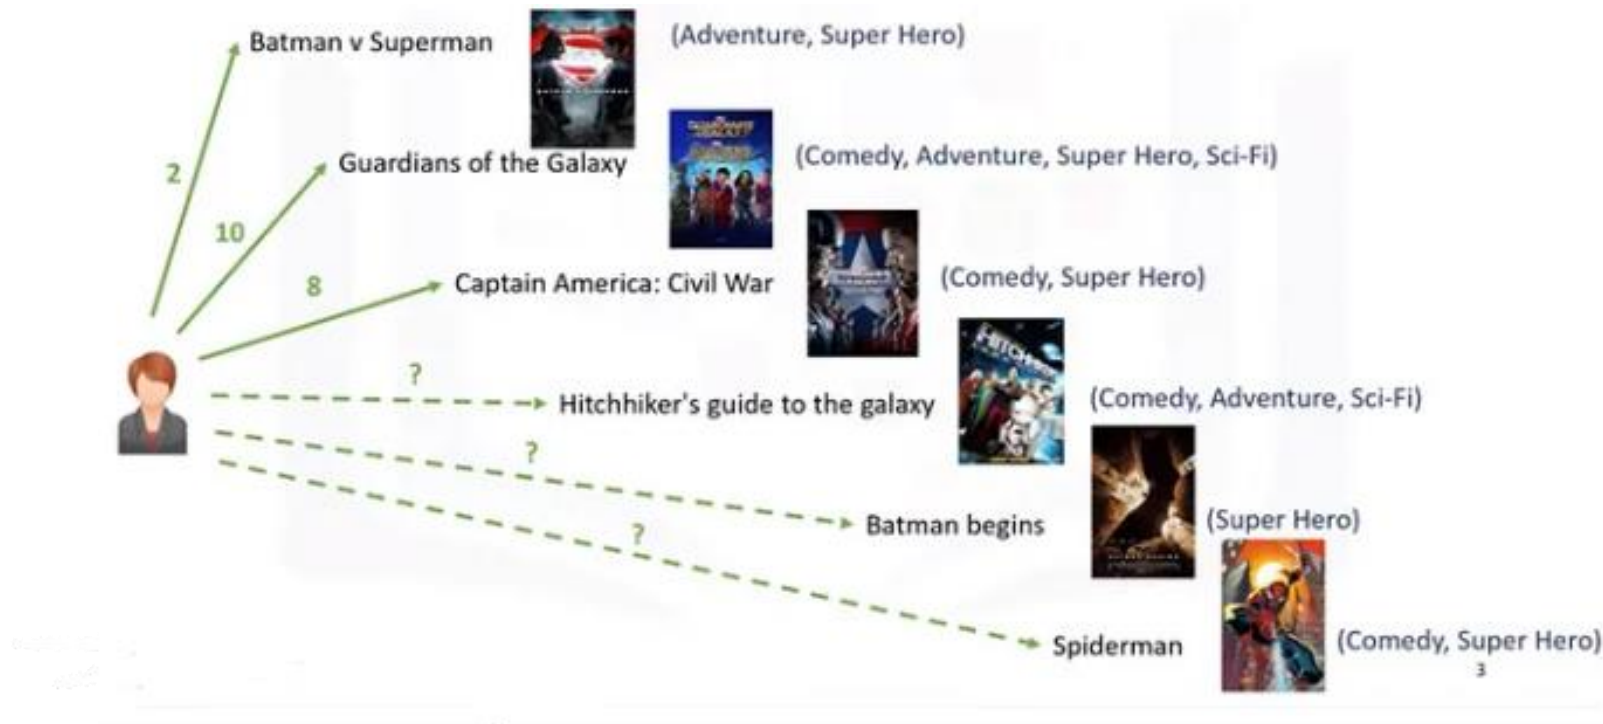 Batman v Superman
(Adventure, Super Hero)
2
Guardians of the Galaxy
(Comedy, Adventure, Super Hero, Sci-Fi)
10
8
Captain America: Civil War
(Comedy, Super Hero)
?
Hitchhiker's guide to the galaxy
(Comedy, Adventure, Sci-Fi)
?
Batman begins
(Super Hero)
?
Spiderman
(Comedy, Super Hero)
3